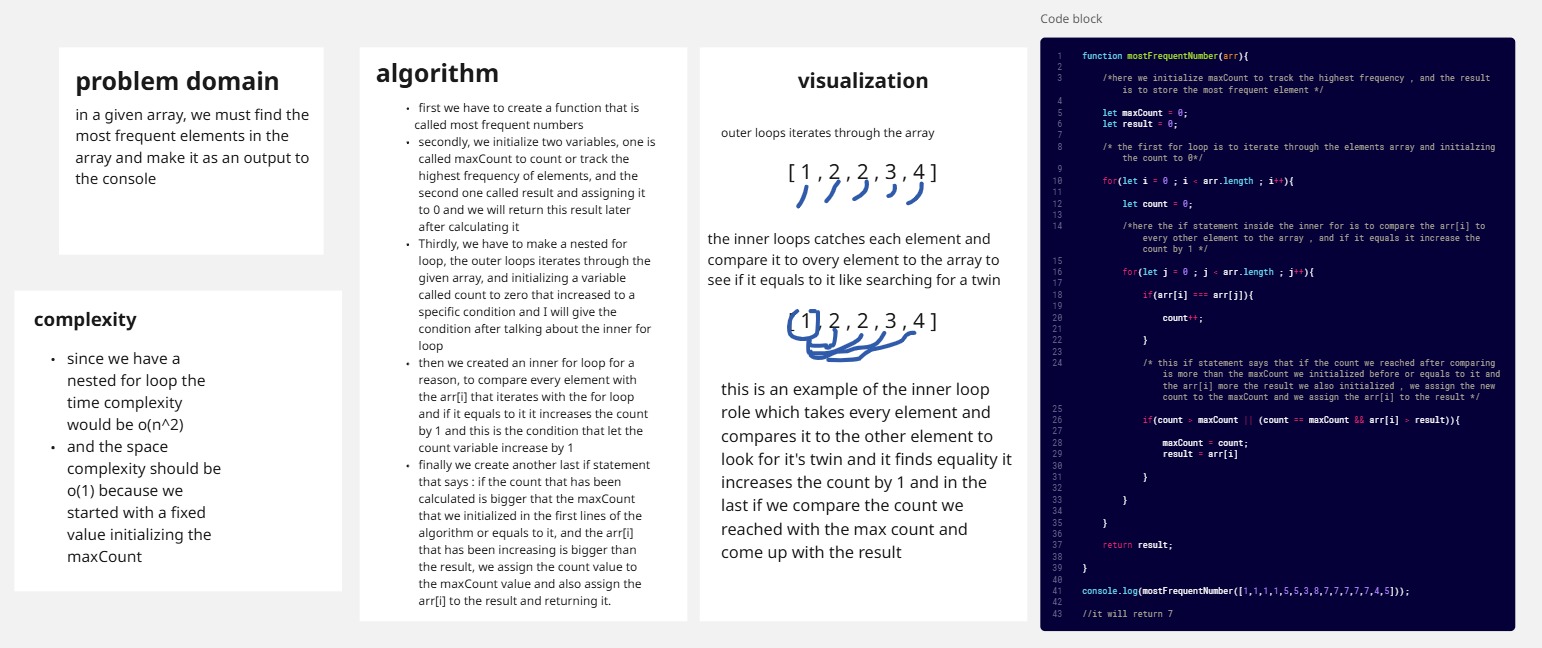 problem domain
in a given array, we must find the
most frequent elements in the
array and make it as an output to
the console
complexity
• since we have a
nested for loop the
time complexity
would be o(n^2)
• and the space
complexity should be
o(1) because we
started with a fixed
value initializing the
maxCount
algorithm
• first we have to create a function that is
called most frequent numbers
• secondly, we initialize two variables, one is
called maxCount to count or track the
highest frequency of elements, and the
second one called result and assigning it
to 0 and we will return this result later
after calculating it
• Thirdly, we have to make a nested for
loop, the outer loops iterates through the
given array, and initializing a variable
called count to zero that increased to a
specific condition and I will give the
condition after talking about the inner for
loop
• then we created an inner for loop for a
reason, to compare every element with
the arr[i] that iterates with the for loop
and if it equals to it it increases the count
by 1 and this is the condition that let the
count variable increase by 1
• finally we create another last if statement
that says : if the count that has been
calculated is bigger that the maxCount
that we initialized in the first lines of the
algorithm or equals to it, and the arr[i]
that has been increasing is bigger than
the result, we assign the count value to
the maxCount value and also assign the
arr[i] to the result and returning it.
visualization
outer loops iterates through the array
[ 1 , 2 , 2 , 3 , 4 ]
the inner loops catches each element and
compare it to overy element to the array to
see if it equals to it like searching for a twin
[ 1 , 2 , 2 , 3 , 4 ]
this is an example of the inner loop
role which takes every element and
compares it to the other element to
look for it's twin and it finds equality it
increases the count by 1 and in the
last if we compare the count we
reached with the max count and
come up with the result
Code block
1 function mostFrequentNumber(arr){
2
3 /*here we initialize maxCount to track the highest frequency , and the result
is to store the most frequent element */
4
5 let maxCount = 0;
6 let result = 0;
7
8 /* the first for loop is to iterate through the elements array and initialzing
the count to 0*/
9
10 for(let i = 0 ; i < arr.length ; i++){
11
12 let count = 0;
13
14 /*here the if statement inside the inner for is to compare the arr[i] to
every other element to the array , and if it equals it increase the
count by 1 */
15
16 for(let j = 0 ; j < arr.length ; j++){
17
18 if(arr[i] === arr[j]){
19
20 count++;
21
22 }
23
24 /* this if statement says that if the count we reached after comparing
is more than the maxCount we initialized before or equals to it and
the arr[i] more the result we also initialized , we assign the new
count to the maxCount and we assign the arr[i] to the result */
25
26 if(count > maxCount || (count == maxCount && arr[i] > result)){
27
28 maxCount = count;
29 result = arr[i]
30
31 }
32
33 }
34
35 }
36
37 return result;
38
39 }
40
41 console.log(mostFrequentNumber([1,1,1,1,5,5,3,8,7,7,7,7,7,4,5]));
42
43 //it will return 7